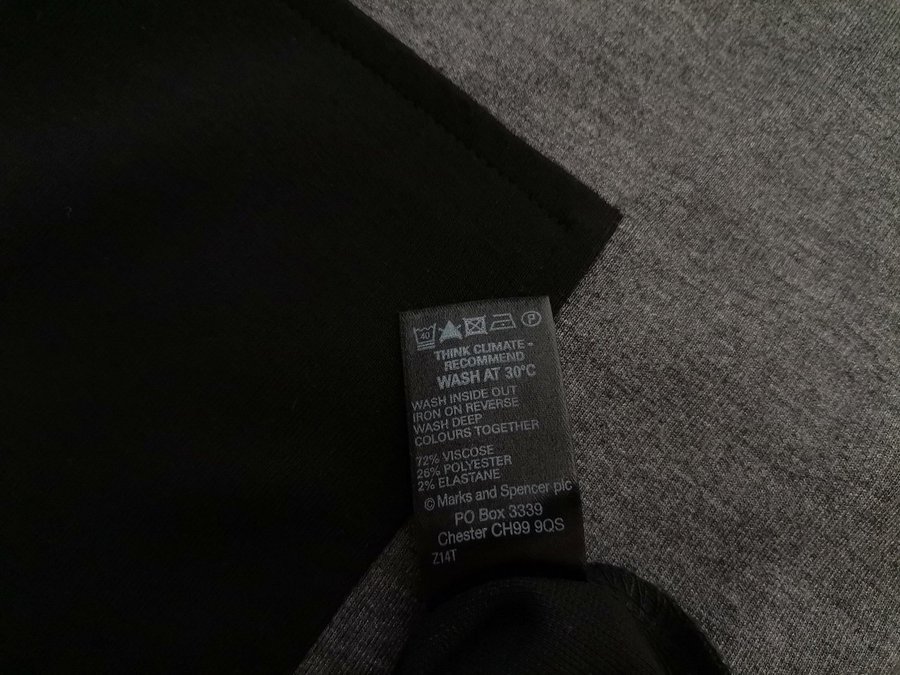 40 P
THINK CLIMATE -
RECOMMEND
WASH AT 30°C
WASH INSIDE OUT
IRON ON REVERSE
WASH DEEP
COLOURS TOGETHER
72% VISCOSE
26% POLYESTER
2% ELASTANE
© Marks and Spencer plc
PO Box 3339
Chester CH99 9QS
Z14T